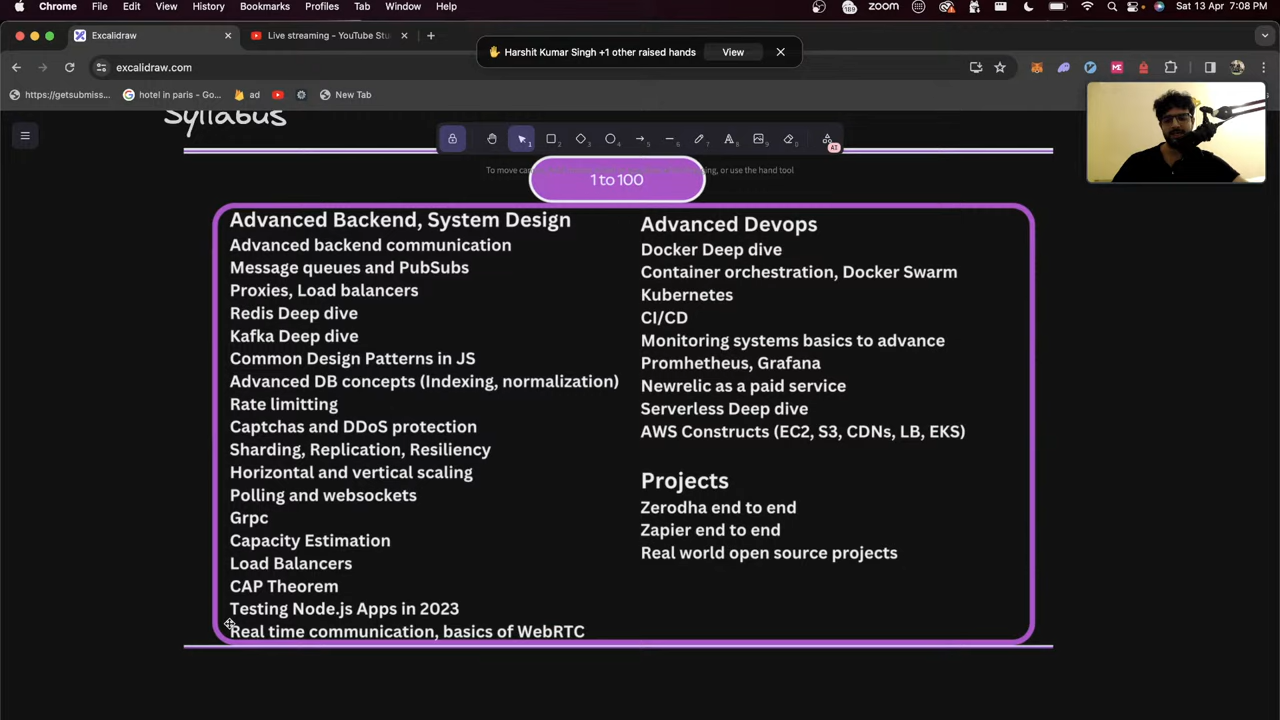 Chrome File Edit View History Bookmarks Profiles Tab Window Help
zoom
Sat 13 Apr 7:08 PM
Excalidraw
Live streaming - YouTube Stu
Harshit Kumar Singh +1 other raised hands
View
excalidraw.com
https://getsubmiss...
hotel in paris - Go...
ad
New Tab
Syllabus
1 to 100
Advanced Backend, System Design
Advanced backend communication
Message queues and PubSubs
Proxies, Load balancers
Redis Deep dive
Kafka Deep dive
Common Design Patterns in JS
Advanced DB concepts (Indexing, normalization)
Rate limitting
Captchas and DDoS protection
Sharding, Replication, Resiliency
Horizontal and vertical scaling
Polling and websockets
Grpc
Capacity Estimation
Load Balancers
CAP Theorem
Testing Node.js Apps in 2023
Real time communication, basics of WebRTC
Advanced Devops
Docker Deep dive
Container orchestration, Docker Swarm
Kubernetes
CI/CD
Monitoring systems basics to advance
Promhetheus, Grafana
Newrelic as a paid service
Serverless Deep dive
AWS Constructs (EC2, S3, CDNs, LB, EKS)
Projects
Zerodha end to end
Zapier end to end
Real world open source projects